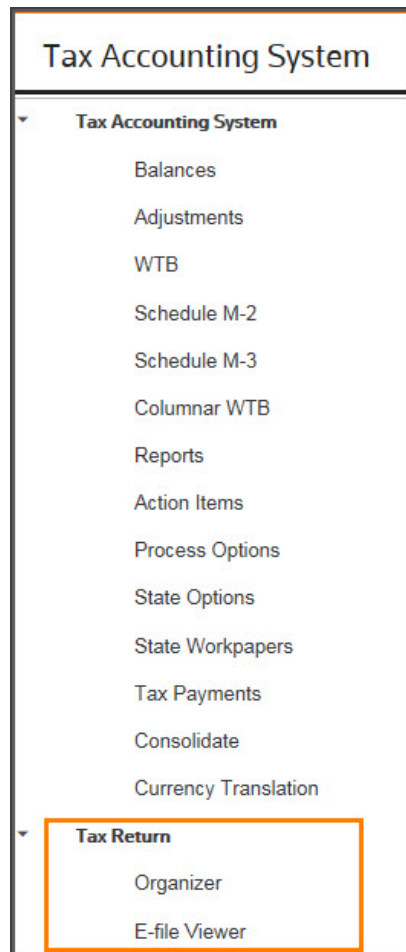 Tax Accounting System
Tax Accounting System
Balances
Adjustments
WTB
Schedule M-2
Schedule M-3
Columnar WTB
Reports
Action Items
Process Options
State Options
State Workpapers
Tax Payments
Consolidate
Currency Translation
Tax Return
Organizer
E-file Viewer